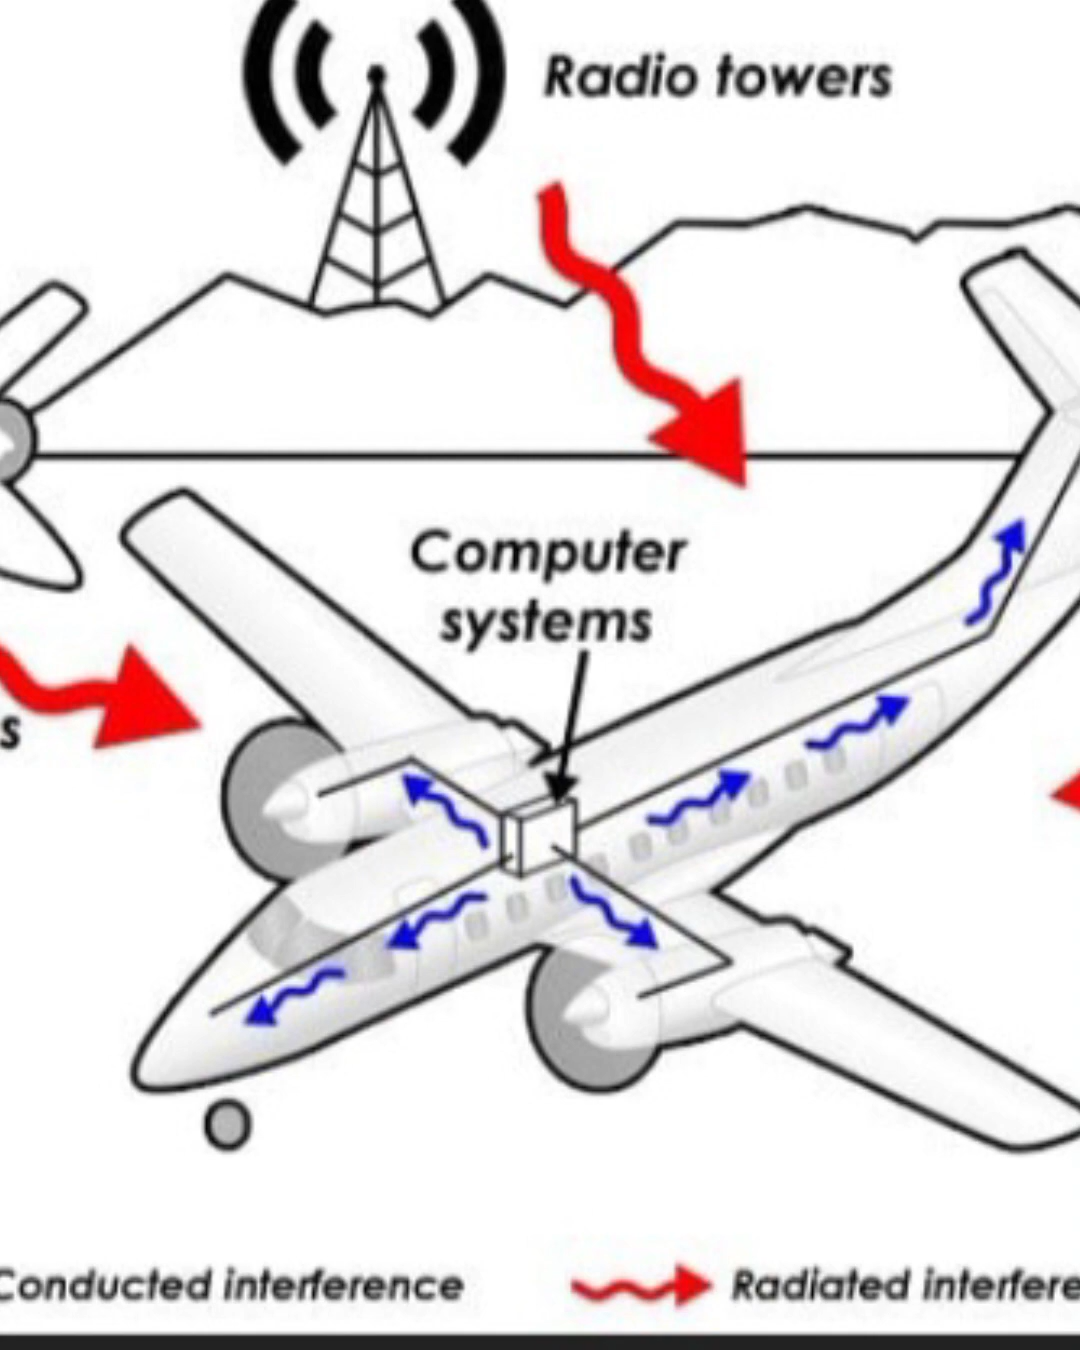 Radio towers
Computer
systems
s
Conducted interference
Radiated interfere